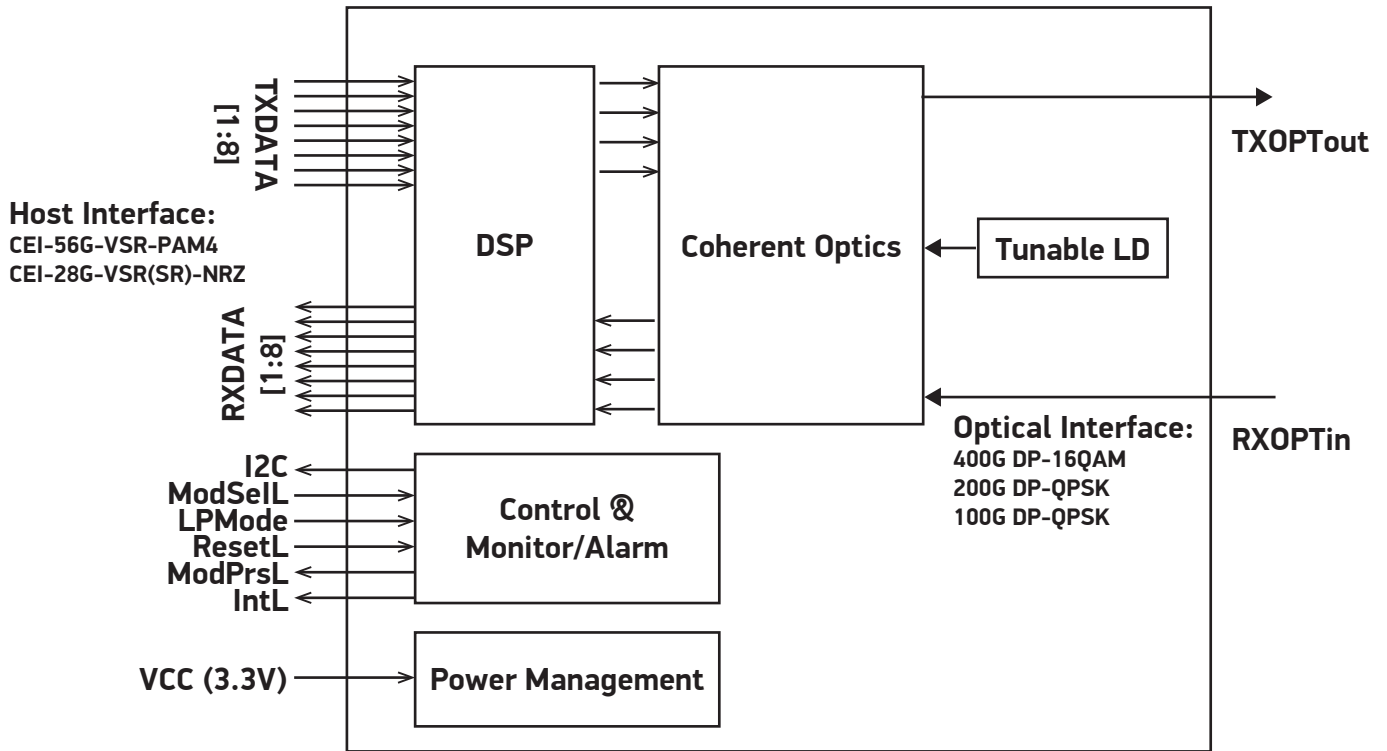 TXDATA
[1:8]
Host Interface:
CEI-56G-VSR-PAM4
CEI-28G-VSR(SR)-NRZ
RXDATA
[1:8]
DSP
Coherent Optics
Tunable LD
TXOPTout
Optical Interface:
400G DP-16QAM
200G DP-QPSK
100G DP-QPSK
RXOPTin
I2C
ModSelL
LPMode
ResetL
ModPrsL
IntL
Control &
Monitor/Alarm
VCC (3.3V)
Power Management